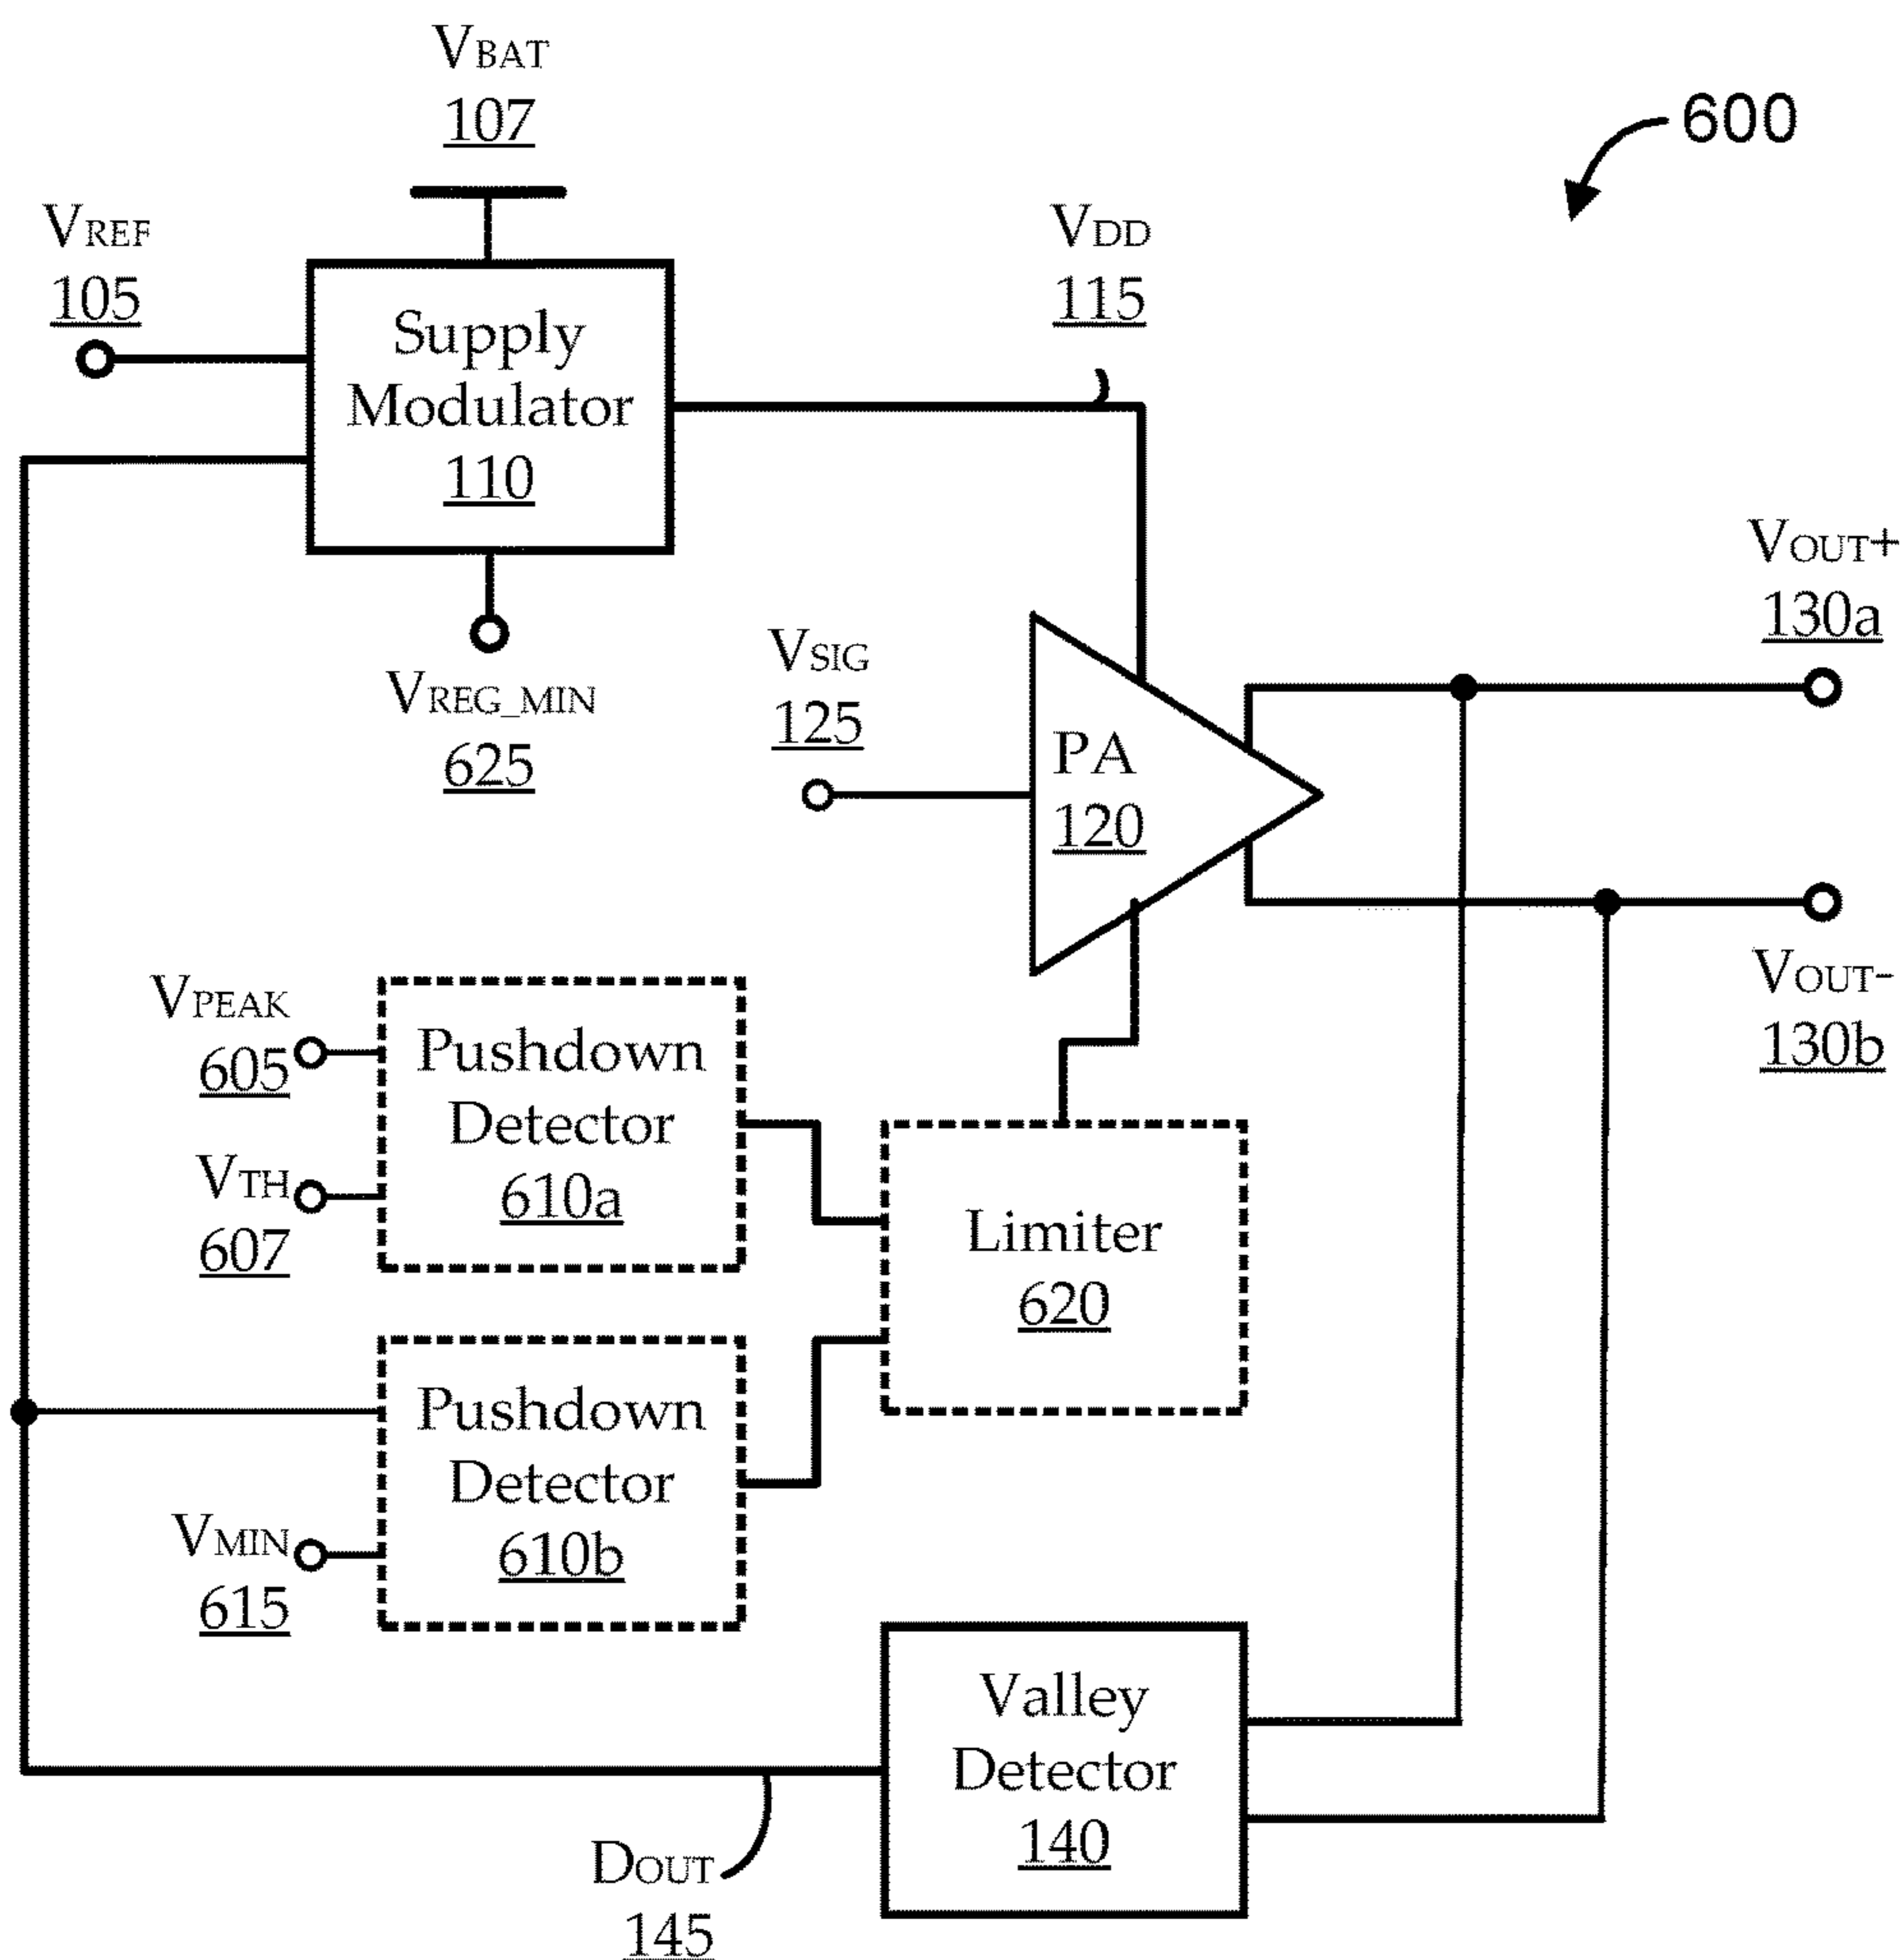 VBAT
107
600
VREF
105
VDD
115
Supply
Modulator
110
VREG_MIN
625
VSIG
125
PA
120
VOUT+
130a
VOUT-
130b
VPEAK
605
VTH
607
Pushdown
Detector
610a
Limiter
620
Pushdown
Detector
610b
VMIN
615
Valley
Detector
140
DOUT
145